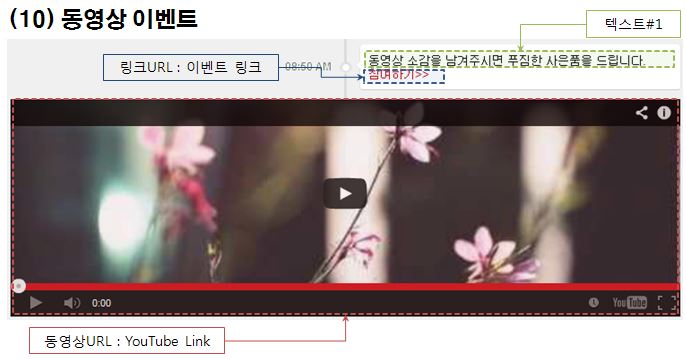 (10) 동영상 이벤트
텍스트#1
링크URL : 이벤트 링크
08:50 AM
동영상 소감을 남겨주시면 푸짐한 사은품을 드립니다.
참여하기>>
0:00
YouTube
동영상URL : YouTube Link